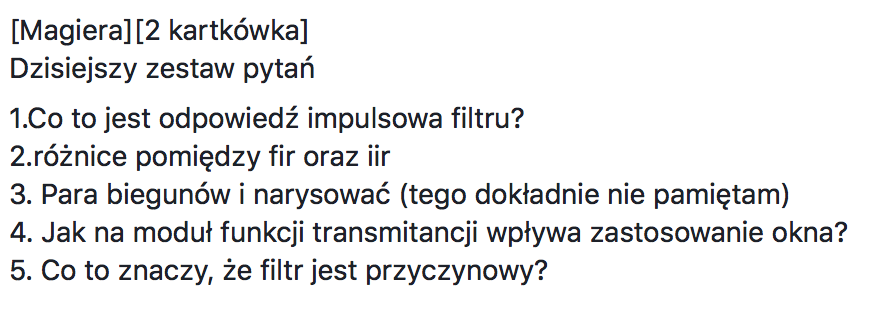 [Magiera][2 kartkówka]
Dzisiejszy zestaw pytań
1.Co to jest odpowiedź impulsowa filtru?
2.różnice pomiędzy fir oraz iir
3. Para biegunów i narysować (tego dokładnie nie pamiętam)
4. Jak na moduł funkcji transmitancji wpływa zastosowanie okna?
5. Co to znaczy, że filtr jest przyczynowy?